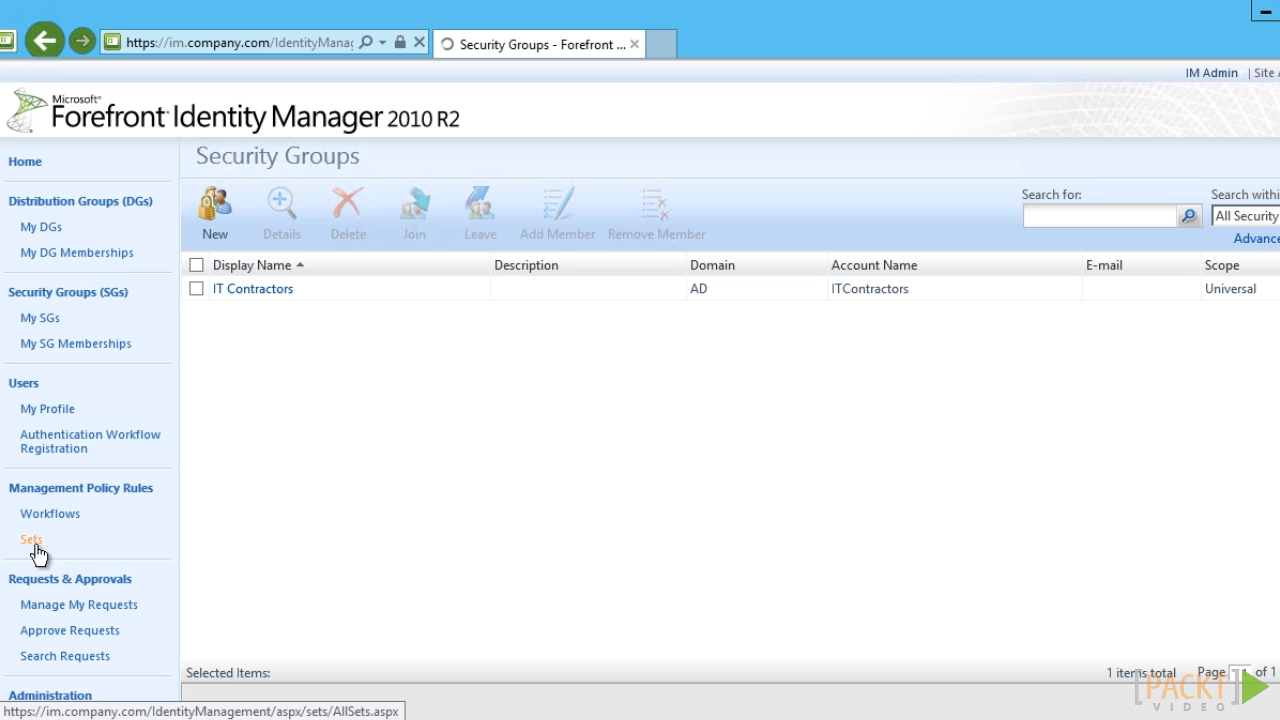 https://im.company.com/IdentityManag
Security Groups - Forefront ...
IM Admin | Site
Microsoft®
Forefront Identity Manager 2010 R2
Home
Distribution Groups (DGs)
My DGs
My DG Memberships
Security Groups (SGs)
My SGs
My SG Memberships
Users
My Profile
Authentication Workflow
Registration
Management Policy Rules
Workflows
Sets
Requests & Approvals
Manage My Requests
Approve Requests
Search Requests
Administration
Security Groups
New Details Delete Join Leave Add Member Remove Member
Search for: Search withi
All Security
Advance
Display Name Description Domain Account Name E-mail Scope
IT Contractors AD ITContractors Universal
Selected Items: 1 items total Page of 1
PACKT
VIDEO
https://im.company.com/IdentityManagement/aspx/sets/AllSets.aspx